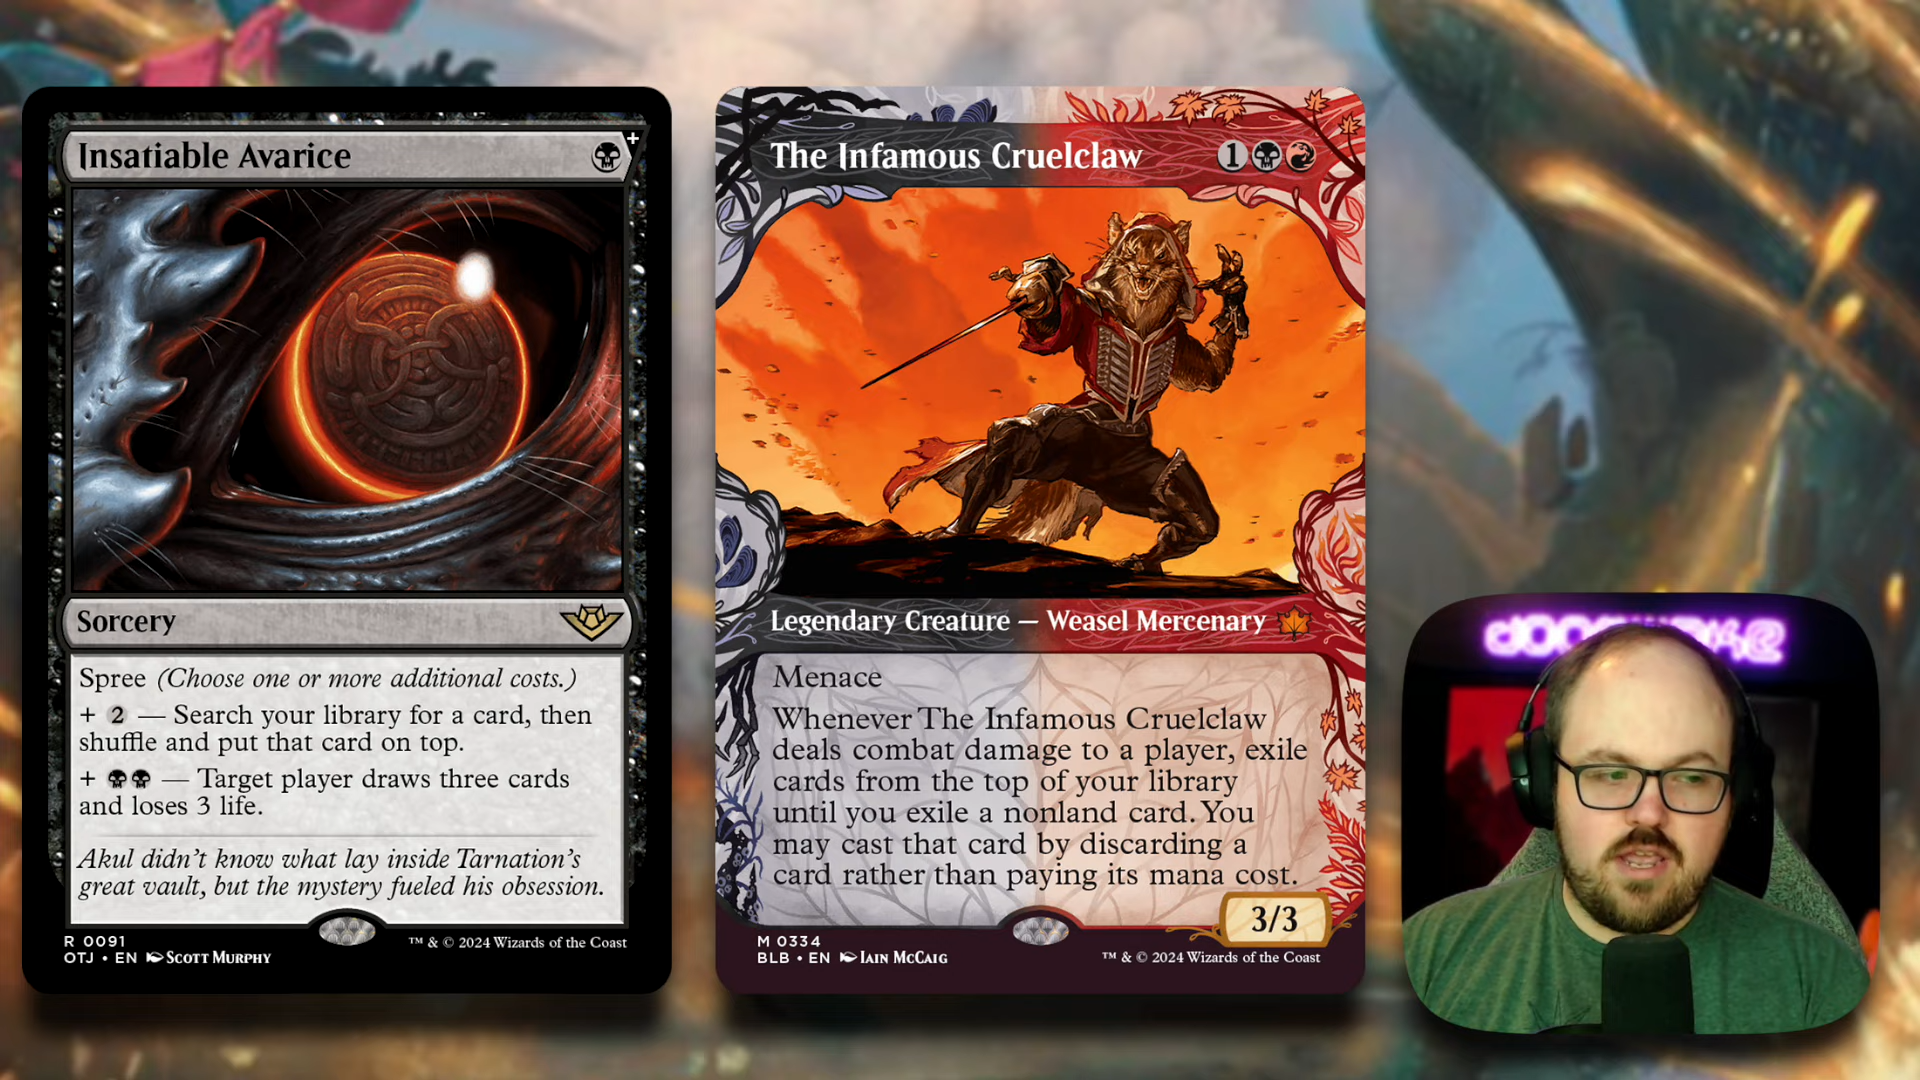 Insatiable Avarice
Sorcery
Spree (Choose one or more additional costs.)
+ 2 — Search your library for a card, then
shuffle and put that card on top.
+ — Target player draws three cards
and loses 3 life.
Akul didn't know what lay inside Tarnation's
great vault, but the mystery fueled his obsession.
R 0091
OTJ • EN SCOTT MURPHY
™ & © 2024 Wizards of the Coast
The Infamous Cruelclaw
1
Legendary Creature — Weasel Mercenary
Menace
Whenever The Infamous Cruelclaw
deals combat damage to a player, exile
cards from the top of your library
until you exile a nonland card. You
may cast that card by discarding a
card rather than paying its mana cost.
3/3
M 0334
BLB • EN IAIN MCCAIG
™ & © 2024 Wizards of the Coast